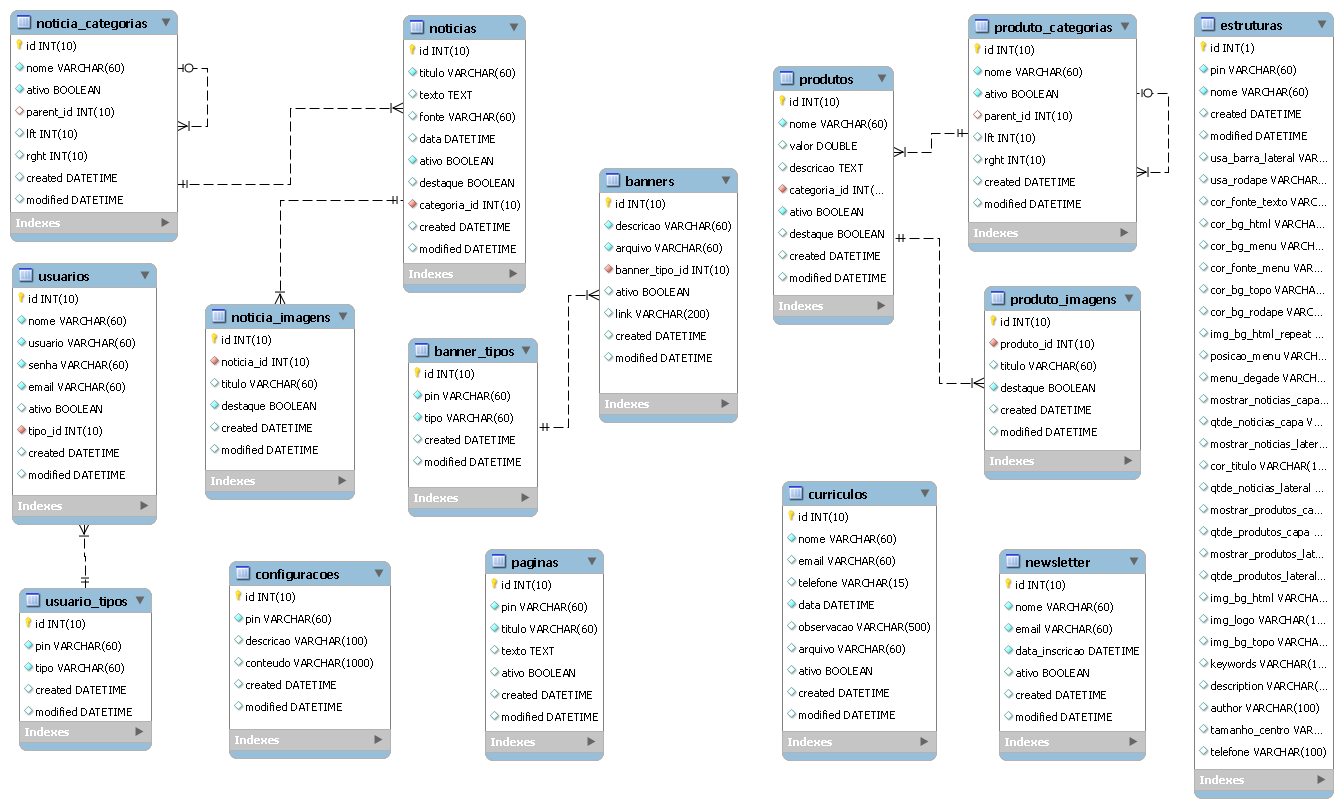 noticia_categorias
id INT(10)
nome VARCHAR(60)
ativo BOOLEAN
parent_id INT(10)
lft INT(10)
rght INT(10)
created DATETIME
modified DATETIME
Indexes
noticias
id INT(10)
titulo VARCHAR(60)
texto TEXT
fonte VARCHAR(60)
data DATETIME
ativo BOOLEAN
destaque BOOLEAN
categoria_id INT(10)
created DATETIME
modified DATETIME
Indexes
produtos
id INT(10)
nome VARCHAR(60)
valor DOUBLE
descricao TEXT
categoria_id INT(...
ativo BOOLEAN
destaque BOOLEAN
created DATETIME
modified DATETIME
Indexes
produto_categorias
id INT(10)
nome VARCHAR(60)
ativo BOOLEAN
parent_id INT(10)
lft INT(10)
rght INT(10)
created DATETIME
modified DATETIME
Indexes
estruturas
id INT(1)
pin VARCHAR(60)
nome VARCHAR(60)
created DATETIME
modified DATETIME
usa_barra_lateral VAR...
usa_rodape VARCHAR...
cor_fonte_texto VARC...
cor_bg_html VARCHAR...
cor_bg_menu VARCH...
cor_fonte_menu VAR...
cor_bg_topo VARCHA...
cor_bg_rodape VARC...
img_bg_html_repeat ...
posicao_menu VARCH...
menu_degade VARCH...
mostrar_noticias_capa...
qtde_noticias_capa V...
mostrar_noticias_later...
cor_titulo VARCHAR(1...
qtde_noticias_lateral ...
mostrar_produtos_ca...
qtde_produtos_capa ...
mostrar_produtos_lat...
qtde_produtos_lateral...
img_bg_html VARCHA...
img_logo VARCHAR(1...
img_bg_topo VARCHA...
keywords VARCHAR(1...
description VARCHAR(...
author VARCHAR(100)
tamanho_centro VAR...
telefone VARCHAR(100)
Indexes
banners
id INT(10)
descricao VARCHAR(60)
arquivo VARCHAR(60)
banner_tipo_id INT(10)
ativo BOOLEAN
link VARCHAR(200)
created DATETIME
modified DATETIME
Indexes
usuarios
id INT(10)
nome VARCHAR(60)
usuario VARCHAR(60)
senha VARCHAR(60)
email VARCHAR(60)
ativo BOOLEAN
tipo_id INT(10)
created DATETIME
modified DATETIME
Indexes
noticia_imagens
id INT(10)
noticia_id INT(10)
titulo VARCHAR(60)
destaque BOOLEAN
created DATETIME
modified DATETIME
Indexes
banner_tipos
id INT(10)
pin VARCHAR(60)
tipo VARCHAR(60)
created DATETIME
modified DATETIME
Indexes
produto_imagens
id INT(10)
produto_id INT(10)
titulo VARCHAR(60)
destaque BOOLEAN
created DATETIME
modified DATETIME
Indexes
usuario_tipos
id INT(10)
pin VARCHAR(60)
tipo VARCHAR(60)
created DATETIME
modified DATETIME
Indexes
configuracoes
id INT(10)
pin VARCHAR(60)
descricao VARCHAR(100)
conteudo VARCHAR(1000)
created DATETIME
modified DATETIME
Indexes
paginas
id INT(10)
pin VARCHAR(60)
titulo VARCHAR(60)
texto TEXT
ativo BOOLEAN
created DATETIME
modified DATETIME
Indexes
curriculos
id INT(10)
nome VARCHAR(60)
email VARCHAR(60)
telefone VARCHAR(15)
data DATETIME
observacao VARCHAR(500)
arquivo VARCHAR(60)
ativo BOOLEAN
created DATETIME
modified DATETIME
Indexes
newsletter
id INT(10)
nome VARCHAR(60)
email VARCHAR(60)
data_inscricao DATETIME
ativo BOOLEAN
created DATETIME
modified DATETIME
Indexes